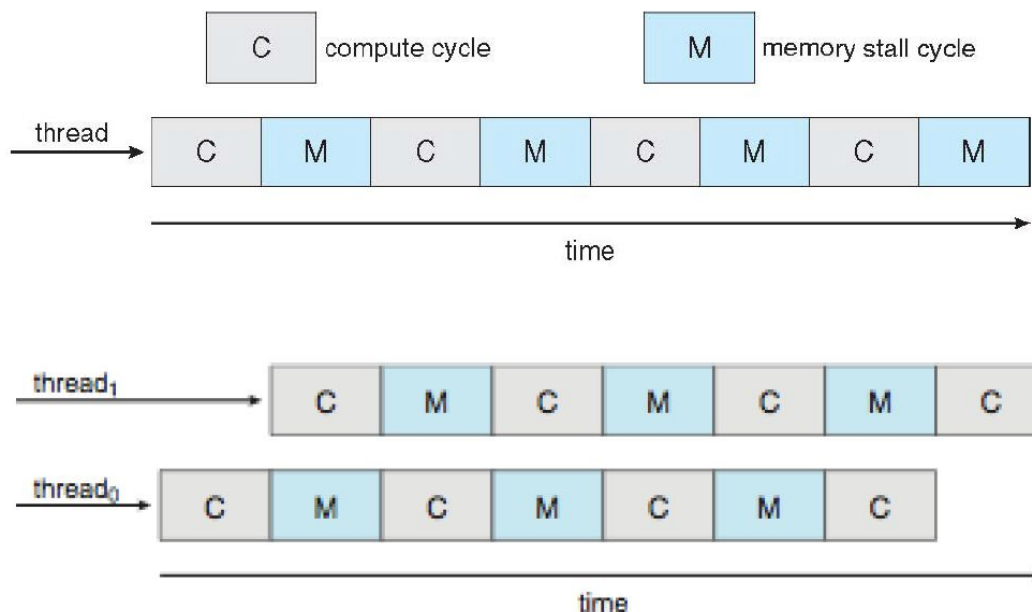 C compute cycle M memory stall cycle
thread C M C M C M C M
time
thread₁ C M C M C M C
thread₀ C M C M C M C
time